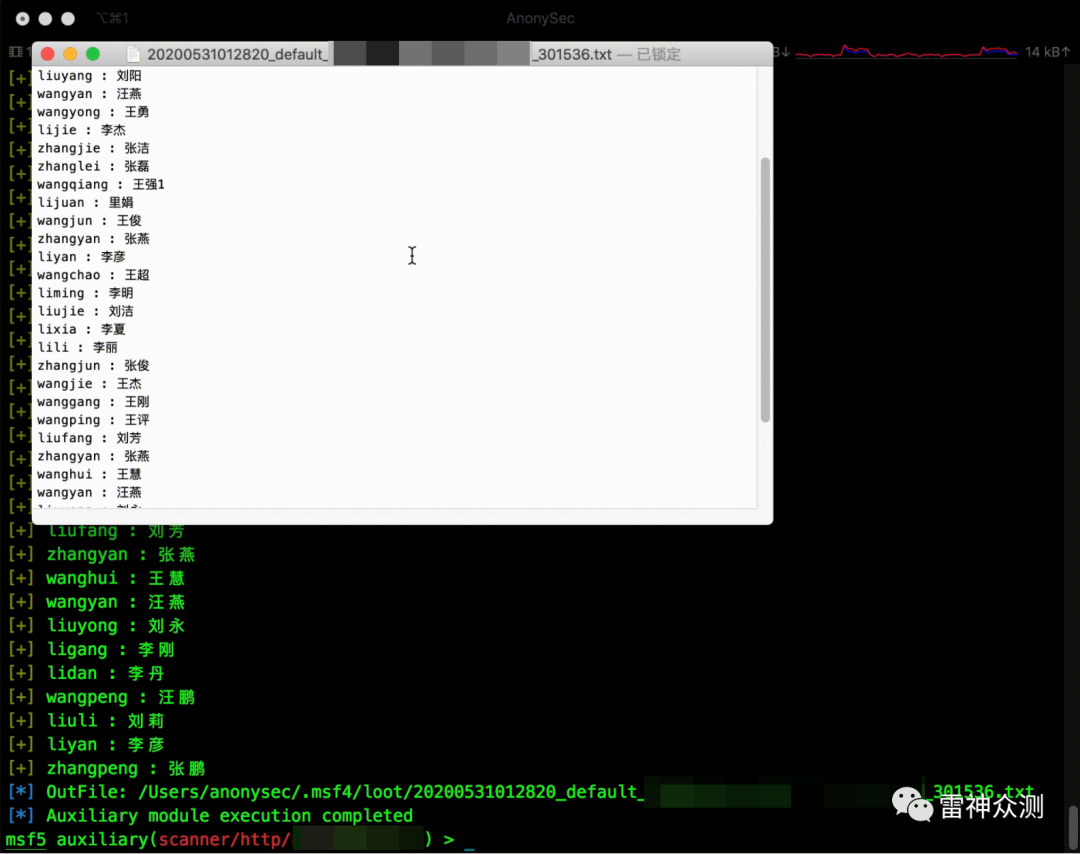 ⌥⌘1
AnonySec
20200531012820_default_ _301536.txt — 已锁定
14 kB↑
liuyang : 刘阳
wangyan : 汪燕
wangyong : 王勇
lijie : 李杰
zhangjie : 张洁
zhanglei : 张磊
wangqiang : 王强1
lijuan : 里娟
wangjun : 王俊
zhangyan : 张燕
liyan : 李彦
wangchao : 王超
liming : 李明
liujie : 刘洁
lixia : 李夏
lili : 李丽
zhangjun : 张俊
wangjie : 王杰
wanggang : 王刚
wangping : 王评
liufang : 刘芳
zhangyan : 张燕
wanghui : 王慧
wangyan : 汪燕
[+] liufang : 刘芳
[+] zhangyan : 张燕
[+] wanghui : 王慧
[+] wangyan : 汪燕
[+] liuyong : 刘永
[+] ligang : 李刚
[+] lidan : 李丹
[+] wangpeng : 汪鹏
[+] liuli : 刘莉
[+] liyan : 李彦
[+] zhangpeng : 张鹏
[*] OutFile: /Users/anonysec/.msf4/loot/20200531012820_default_ _301536.txt
[*] Auxiliary module execution completed
msf5 auxiliary(scanner/http/ ) > _
雷神众测